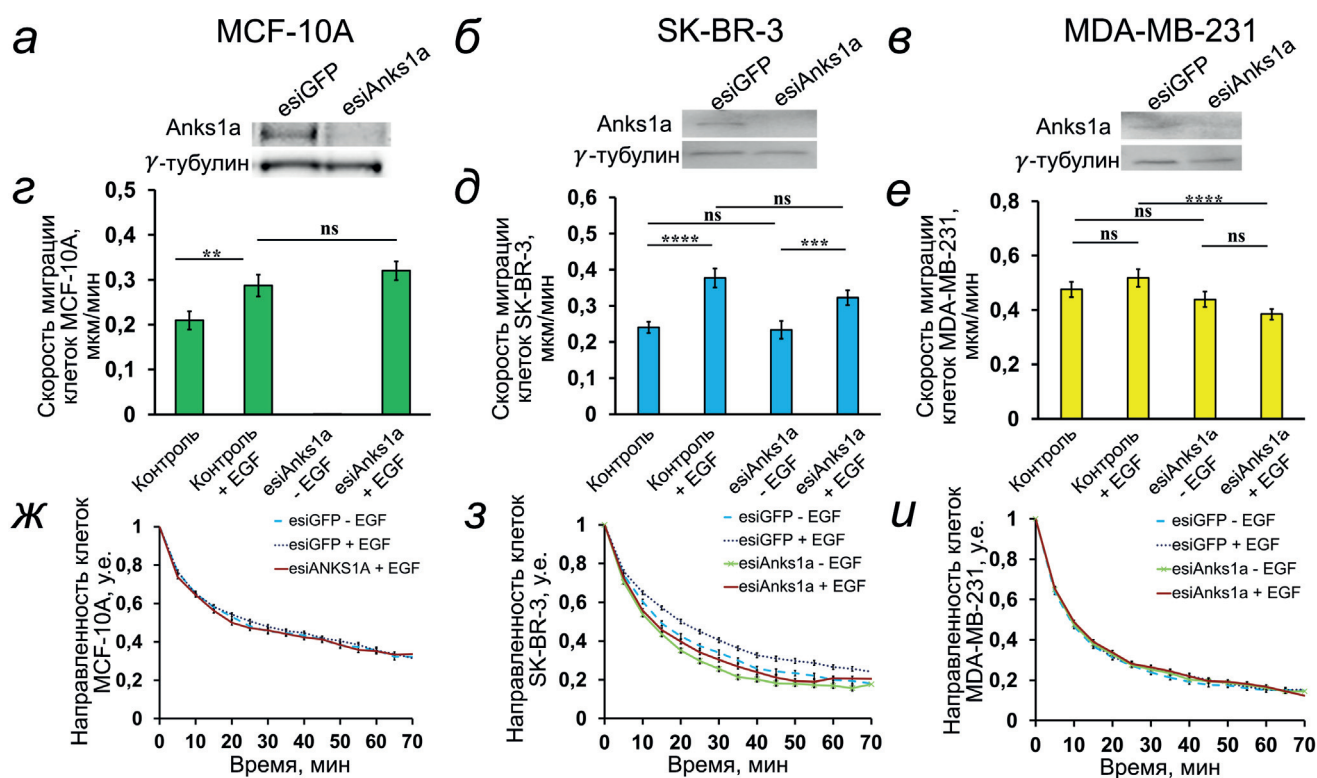 а
MCF-10A
esiGFP
esiAnks1a
Anks1a
γ-тубулин
б
SK-BR-3
esiGFP
esiAnks1a
Anks1a
γ-тубулин
в
MDA-MB-231
esiGFP
esiAnks1a
Anks1a
γ-тубулин
г
Скорость миграции
клеток MCF-10A,
мкм/мин
0,5
0,4
0,3
0,2
0,1
0
**
ns
Контроль
Контроль
+ EGF
esiAnks1a
- EGF
esiAnks1a
+ EGF
д
Скорость миграции
клеток SK-BR-3,
мкм/мин
0,6
0,5
0,4
0,3
0,2
0,1
0
ns
ns
****
***
Контроль
Контроль
+ EGF
esiAnks1a
- EGF
esiAnks1a
+ EGF
е
Скорость миграции
клеток MDA-MB-231,
мкм/мин
0,8
0,6
0,4
0,2
0
****
ns
ns
ns
Контроль
Контроль
+ EGF
esiAnks1a
- EGF
esiAnks1a
+ EGF
ж
Направленность клеток
MCF-10A, у.е.
1
0,8
0,6
0,4
0,2
0
esiGFP - EGF
esiGFP + EGF
esiANKS1A + EGF
0 10 20 30 40 50 60 70
Время, мин
з
Направленность клеток
SK-BR-3, у.е.
1
0,8
0,6
0,4
0,2
0
esiGFP - EGF
esiGFP + EGF
esiAnks1a - EGF
esiAnks1a + EGF
0 10 20 30 40 50 60 70
Время, мин
и
Направленность клеток
MDA-MB-231, у.е.
1
0,8
0,6
0,4
0,2
0
esiGFP - EGF
esiGFP + EGF
esiAnks1a - EGF
esiAnks1a + EGF
0 10 20 30 40 50 60 70
Время, мин